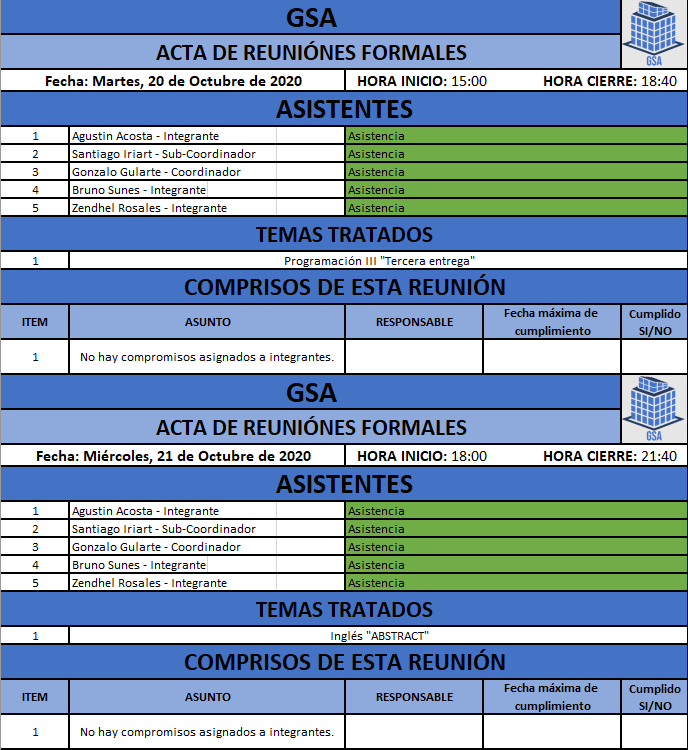 GSA
GSA
ACTA DE REUNIÓNES FORMALES
Fecha: Martes, 20 de Octubre de 2020 HORA INICIO: 15:00 HORA CIERRE: 18:40
ASISTENTES
1 Agustin Acosta - Integrante Asistencia
2 Santiago Iriart - Sub-Coordinador Asistencia
3 Gonzalo Gularte - Coordinador Asistencia
4 Bruno Sunes - Integrante Asistencia
5 Zendhel Rosales - Integrante Asistencia
TEMAS TRATADOS
1 Programación III "Tercera entrega"
COMPRISOS DE ESTA REUNIÓN
ITEM ASUNTO RESPONSABLE Fecha máxima de cumplimiento Cumplido SI/NO
1 No hay compromisos asignados a integrantes.
GSA
GSA
ACTA DE REUNIÓNES FORMALES
Fecha: Miércoles, 21 de Octubre de 2020 HORA INICIO: 18:00 HORA CIERRE: 21:40
ASISTENTES
1 Agustin Acosta - Integrante Asistencia
2 Santiago Iriart - Sub-Coordinador Asistencia
3 Gonzalo Gularte - Coordinador Asistencia
4 Bruno Sunes - Integrante Asistencia
5 Zendhel Rosales - Integrante Asistencia
TEMAS TRATADOS
1 Inglés "ABSTRACT"
COMPRISOS DE ESTA REUNIÓN
ITEM ASUNTO RESPONSABLE Fecha máxima de cumplimiento Cumplido SI/NO
1 No hay compromisos asignados a integrantes.